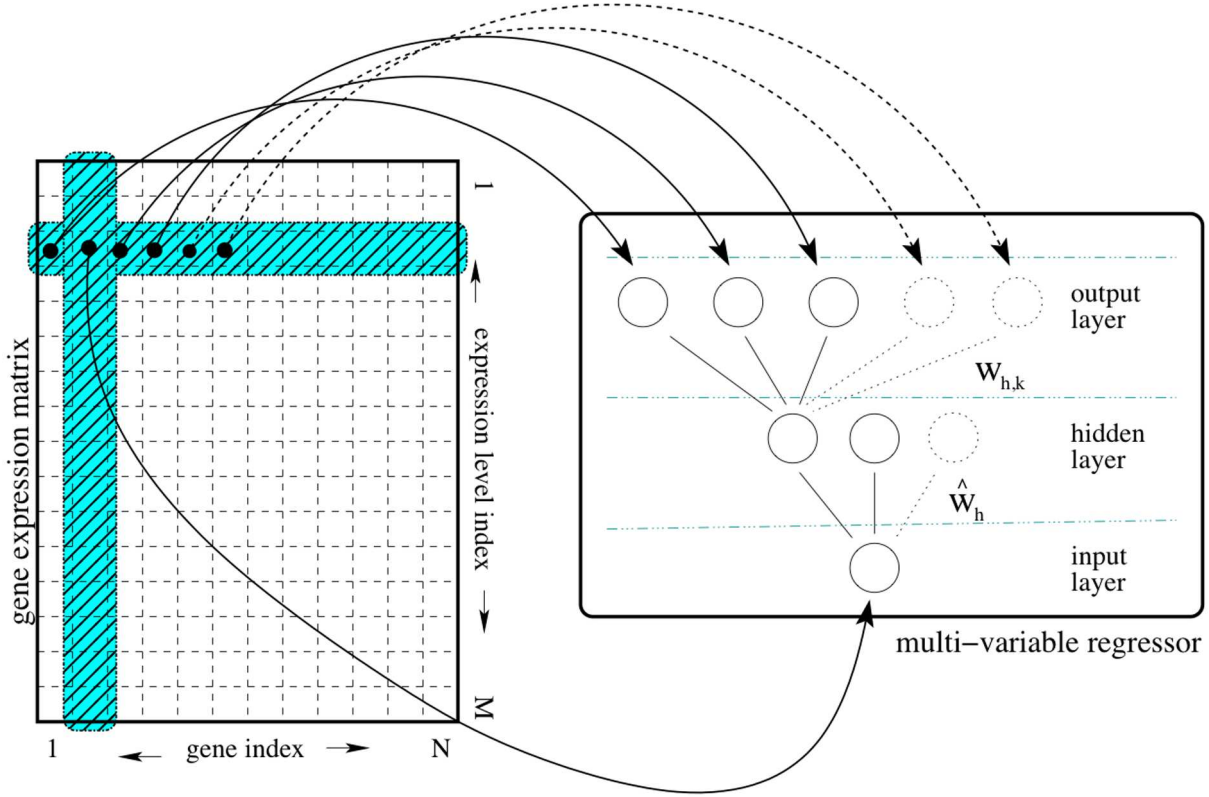 gene expression matrix
1
expression level index
M
1
gene index
N
output
layer
w_h,k
hidden
layer
ŵ_h
input
layer
multi−variable regressor